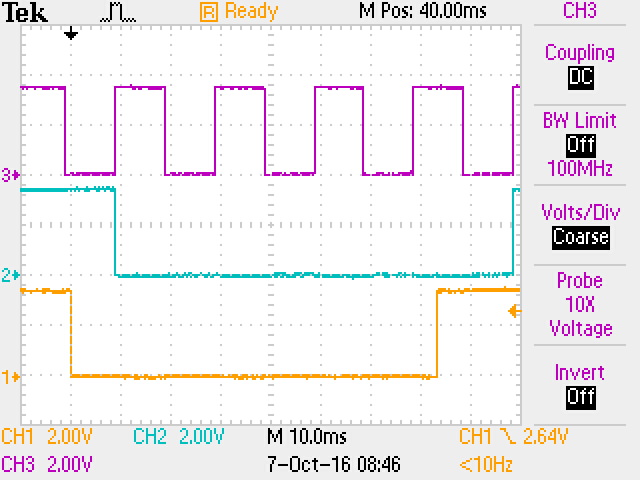 Tek R Ready M Pos: 40.00ms CH3
Coupling
DC
BW Limit
Off
100MHz
3
Volts/Div
Coarse
2
Probe
10X
Voltage
1
Invert
Off
CH1 2.00V CH2 2.00V M 10.0ms CH1 2.64V
CH3 2.00V 7-Oct-16 08:46 <10Hz